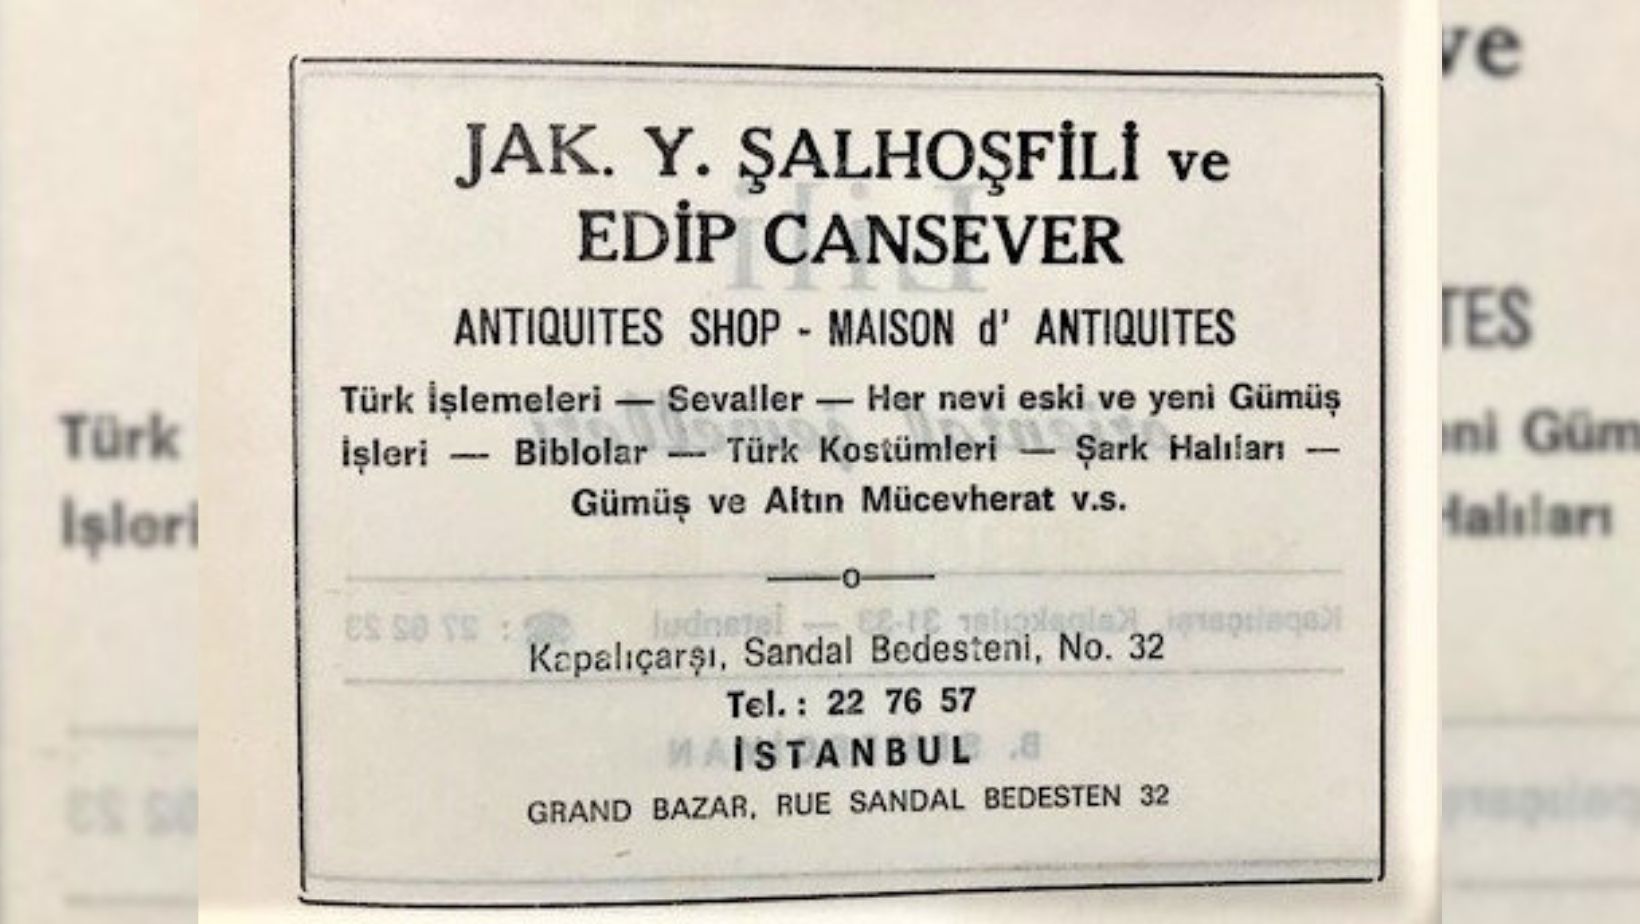 JAK. Y. ŞALHOŞFİLİ ve
EDİP CANSEVER
ANTIQUITES SHOP - MAISON d' ANTIQUITES
Türk İşlemeleri — Sevaller — Her nevi eski ve yeni Gümüş
İşleri — Biblolar — Türk Kostümleri — Şark Halıları —
Gümüş ve Altın Mücevherat v.s.
Kapalıçarşı, Sandal Bedesteni, No. 32
Tel. : 22 76 57
İSTANBUL
GRAND BAZAR, RUE SANDAL BEDESTEN 32